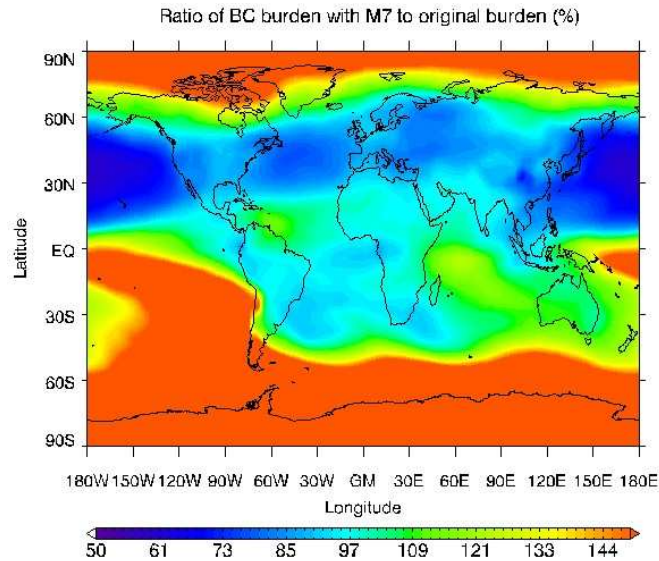 Ratio of BC burden with M7 to original burden (%)
90N
60N
30N
EQ
30S
60S
90S
Latitude
180W 150W 120W 90W 60W 30W GM 30E 60E 90E 120E 150E 180E
Longitude
50 61 73 85 97 109 121 133 144